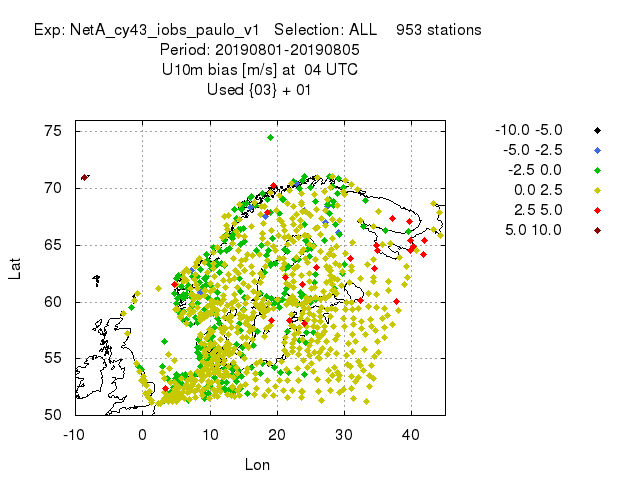 Exp: NetA_cy43_iobs_paulo_v1   Selection: ALL    953 stations
Period: 20190801-20190805
U10m bias [m/s] at  04 UTC
Used {03} + 01
-10.0 -5.0
-5.0 -2.5
-2.5 0.0
0.0 2.5
2.5 5.0
5.0 10.0
75
70
65
60
55
50
Lat
-10 0 10 20 30 40
Lon